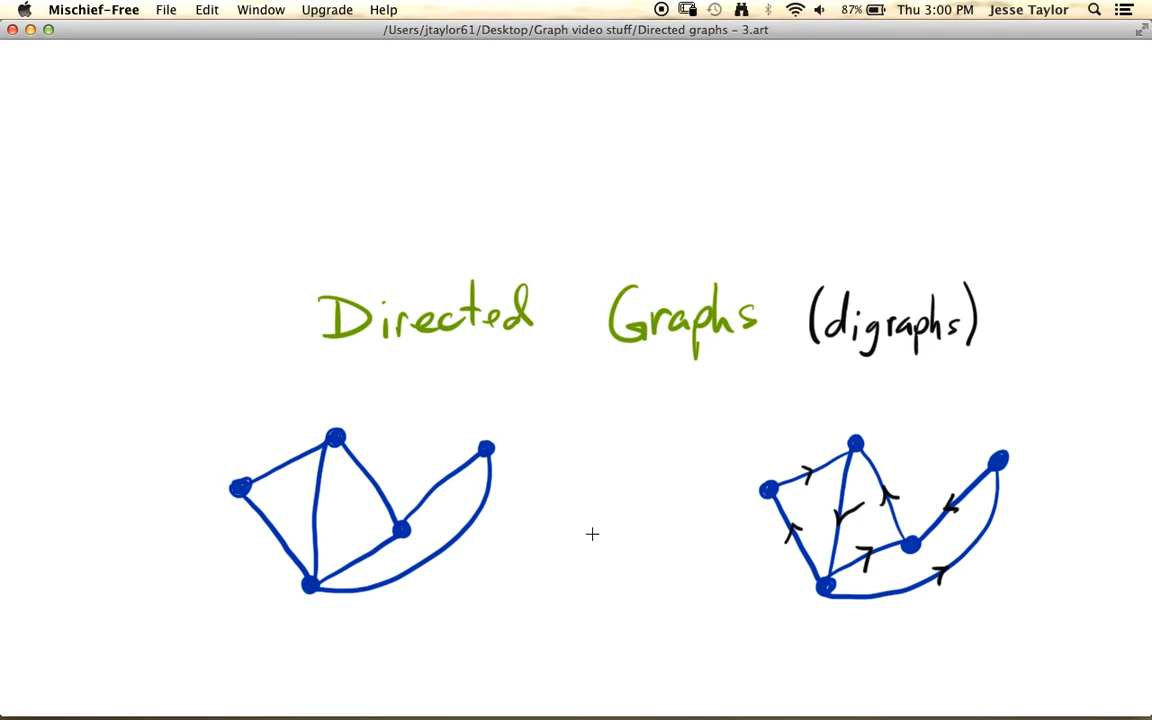 Mischief-Free File Edit Window Upgrade Help 87% Thu 3:00 PM Jesse Taylor
/Users/jtaylor61/Desktop/Graph video stuff/Directed graphs - 3.art
Directed Graphs (digraphs)